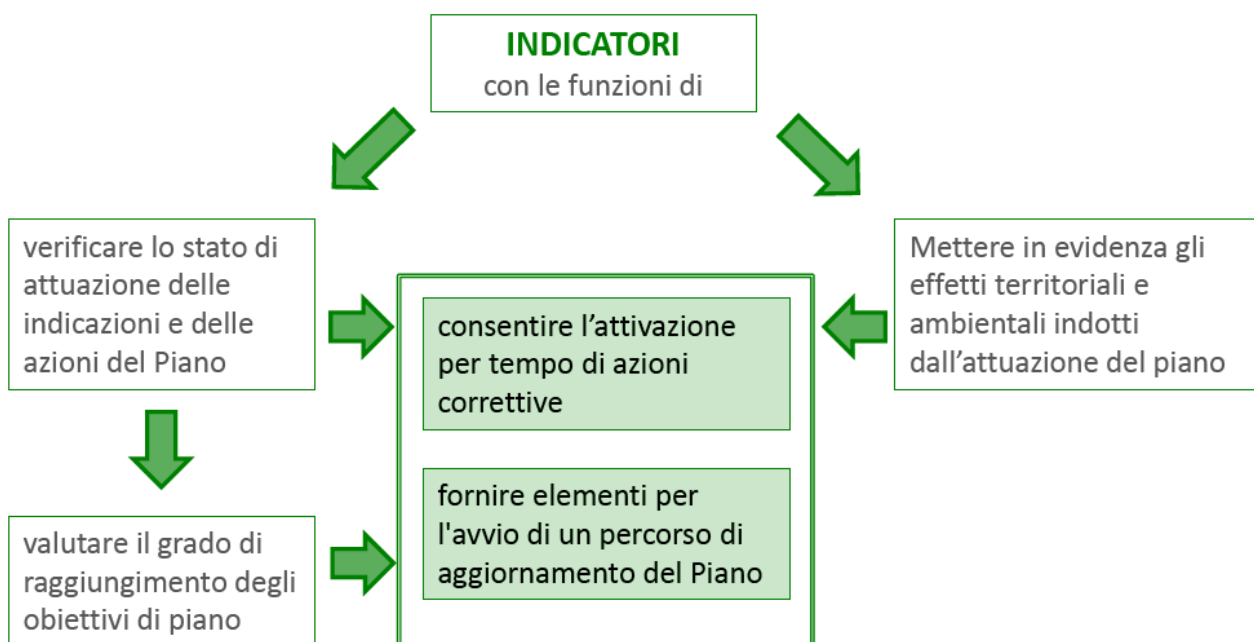 INDICATORI
con le funzioni di
verificare lo stato di
attuazione delle
indicazioni e delle
azioni del Piano
Mettere in evidenza gli
effetti territoriali e
ambientali indotti
dall’attuazione del piano
consentire l’attivazione
per tempo di azioni
correttive
valutare il grado di
raggiungimento degli
obiettivi di piano
fornire elementi per
l'avvio di un percorso di
aggiornamento del Piano